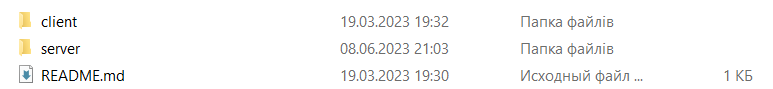 client 19.03.2023 19:32 Папка файлів
server 08.06.2023 21:03 Папка файлів
README.md 19.03.2023 19:30 Исходный файл ... 1 КБ